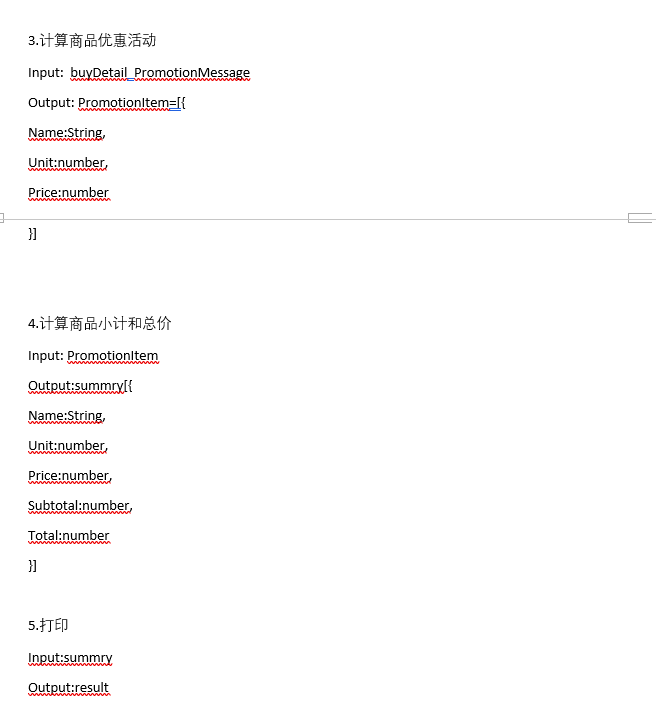 3.计算商品优惠活动
Input:  buyDetail_PromotionMessage
Output: PromotionItem=[{
Name:String,
Unit:number,
Price:number
}]
4.计算商品小计和总价
Input: PromotionItem
Output:summry[{
Name:String,
Unit:number,
Price:number,
Subtotal:number,
Total:number
}]
5.打印
Input:summry
Output:result